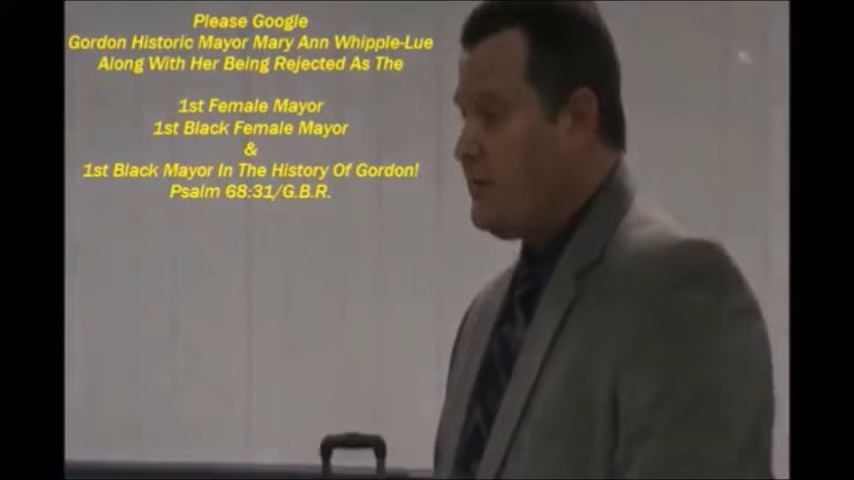 Please Google
Gordon Historic Mayor Mary Ann Whipple-Lue
Along With Her Being Rejected As The
1st Female Mayor
1st Black Female Mayor
&
1st Black Mayor In The History Of Gordon!
Psalm 68:31/G.B.R.